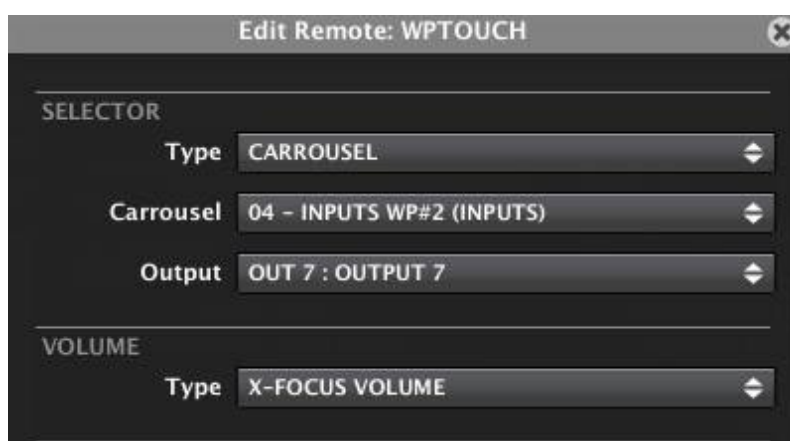 Edit Remote: WPTOUCH
SELECTOR
Type CARROUSEL
Carrousel 04 - INPUTS WP#2 (INPUTS)
Output OUT 7 : OUTPUT 7
VOLUME
Type X-FOCUS VOLUME